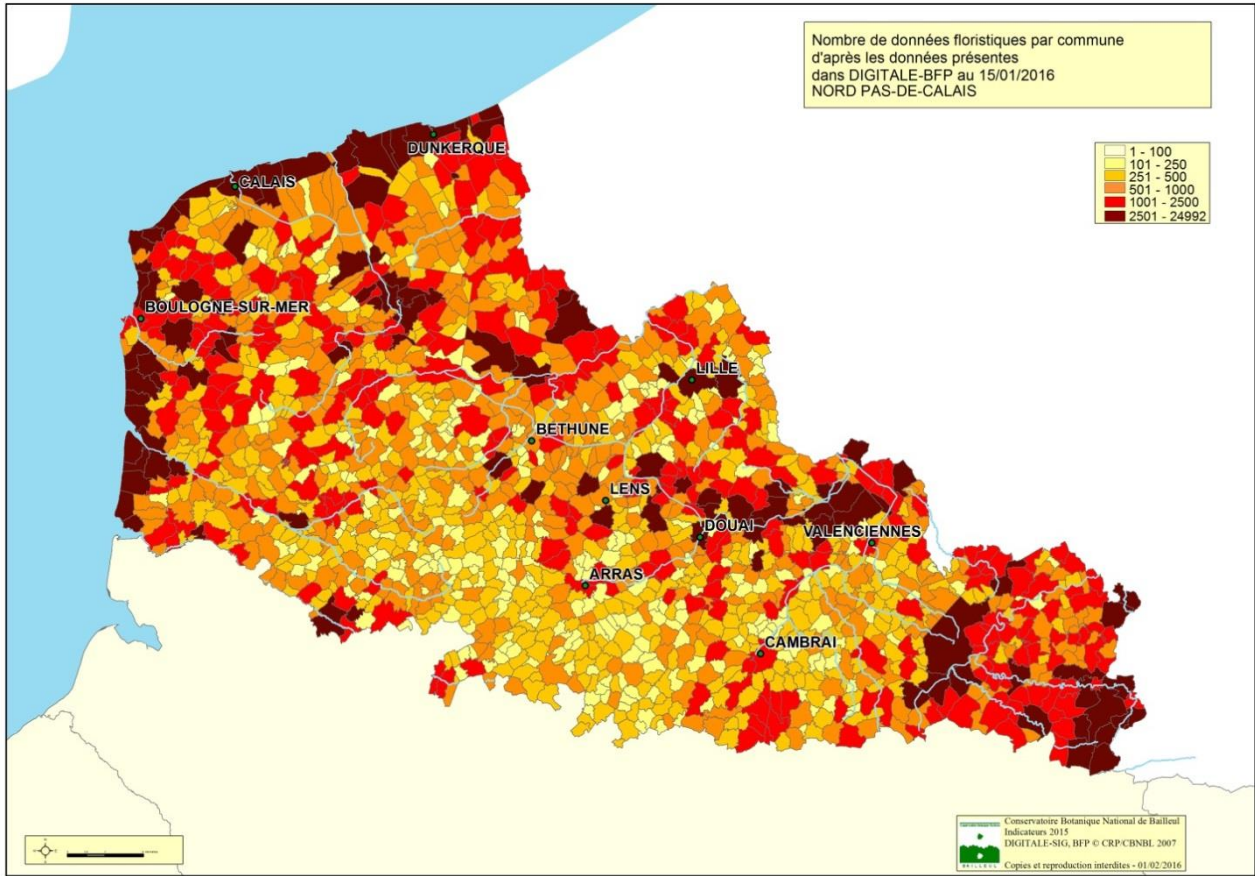 Nombre de données floristiques par commune
d'après les données présentes
dans DIGITALE-BFP au 15/01/2016
NORD PAS-DE-CALAIS
1 - 100
101 - 250
251 - 500
501 - 1000
1001 - 2500
2501 - 24992
DUNKERQUE
CALAIS
BOULOGNE-SUR-MER
LILLE
BETHUNE
LENS
DOUAI
VALENCIENNES
ARRAS
CAMBRAI
Conservatoire Botanique National de Bailleul
Indicateurs 2015
DIGITALE-SIG, BFP © CRP/CBNBL 2007
Copies et reproduction interdites - 01/02/2016
BAILLEUL